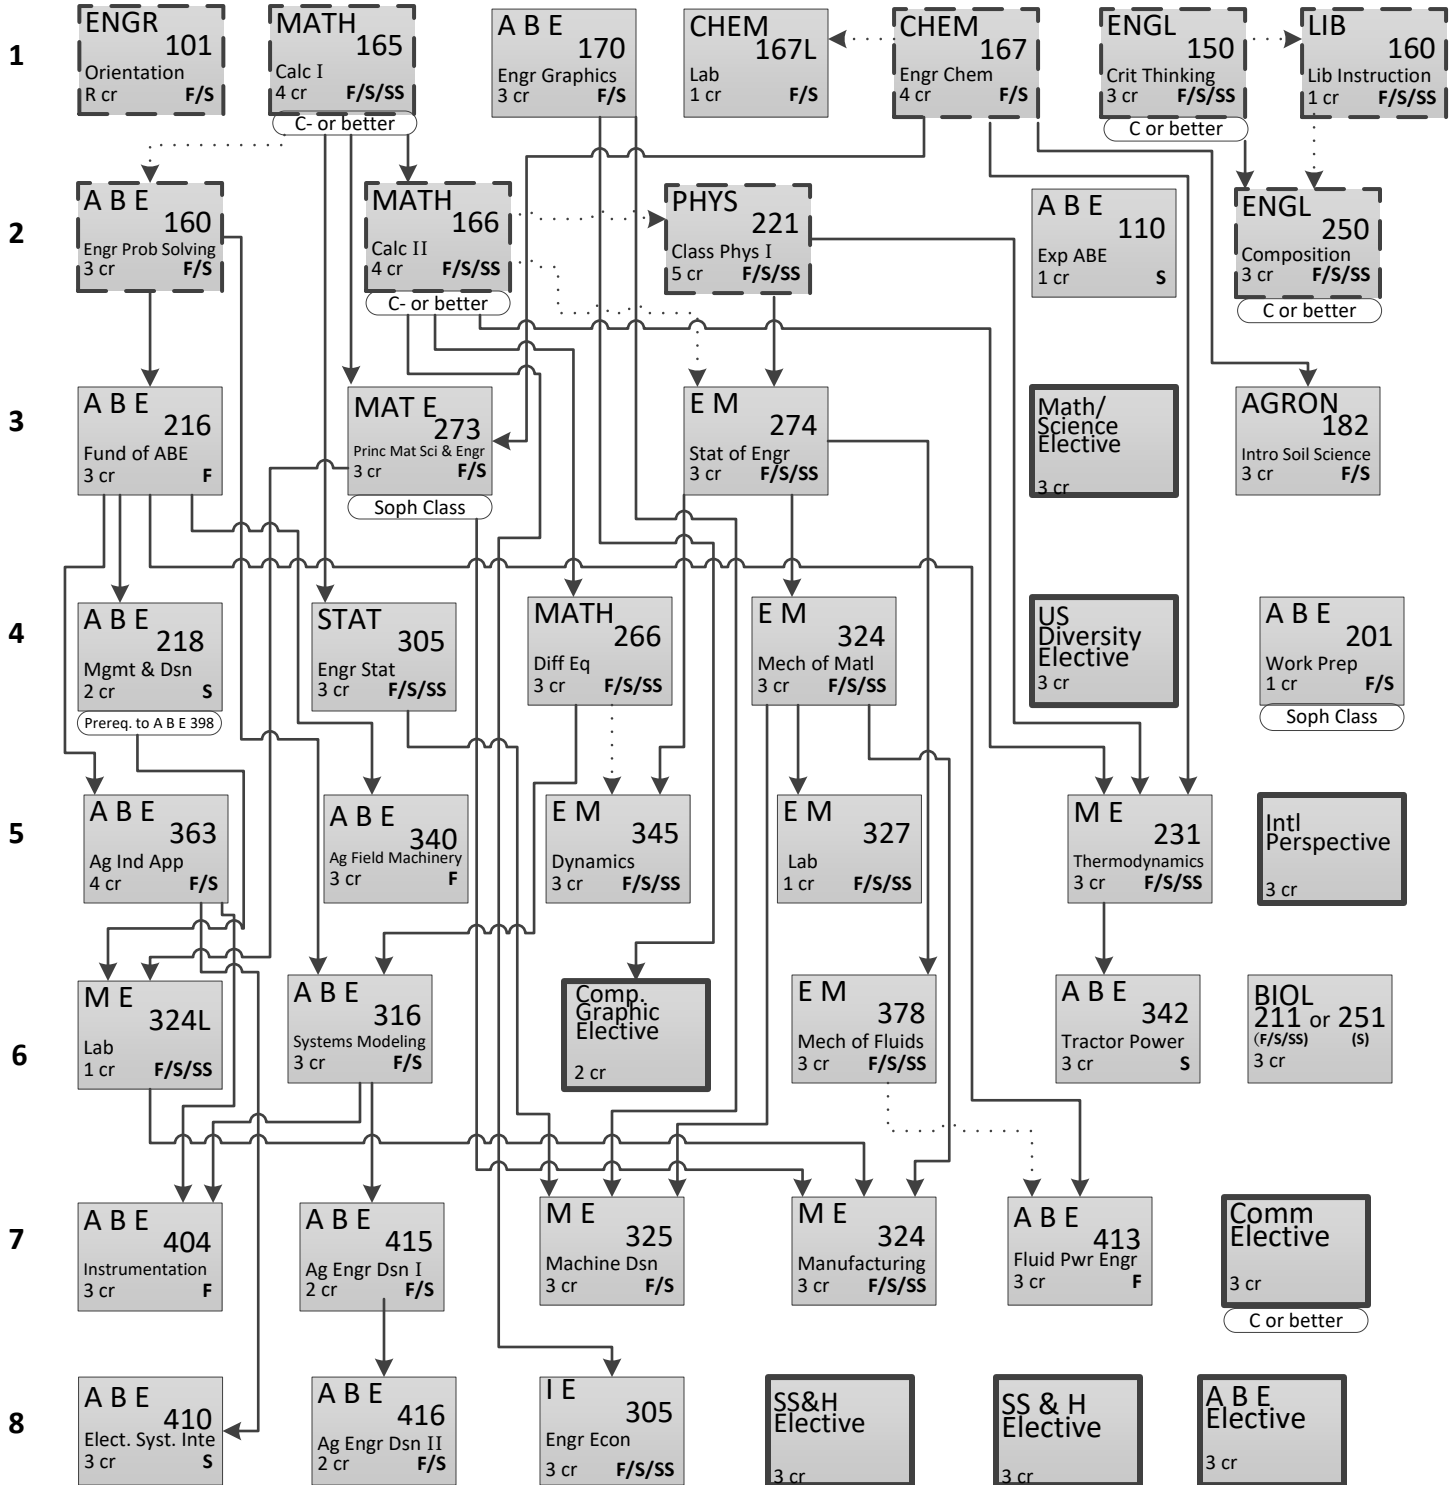 1
ENGR
101
Orientation
R cr F/S
MATH
165
Calc I
4 cr F/S/SS
C- or better
A B E
170
Engr Graphics
3 cr F/S
CHEM
167L
Lab
1 cr F/S
CHEM
167
Engr Chem
4 cr F/S
ENGL
150
Crit Thinking
3 cr F/S/SS
C or better
LIB
160
Lib Instruction
1 cr F/S/SS
2
A B E
160
Engr Prob Solving
3 cr F/S
MATH
166
Calc II
4 cr F/S/SS
C- or better
PHYS
221
Class Phys I
5 cr F/S/SS
A B E
110
Exp ABE
1 cr S
ENGL
250
Composition
3 cr F/S/SS
C or better
3
A B E
216
Fund of ABE
3 cr F
MAT E
273
Princ Mat Sci & Engr
3 cr F/S
Soph Class
E M
274
Stat of Engr
3 cr F/S/SS
Math/
Science
Elective
3 cr
AGRON
182
Intro Soil Science
3 cr F/S
4
A B E
218
Mgmt & Dsn
2 cr S
Prereq. to A B E 398
STAT
305
Engr Stat
3 cr F/S/SS
MATH
266
Diff Eq
3 cr F/S/SS
E M
324
Mech of Matl
3 cr F/S/SS
US
Diversity
Elective
3 cr
A B E
201
Work Prep
1 cr F/S
Soph Class
5
A B E
363
Ag Ind App
4 cr F/S
A B E
340
Ag Field Machinery
3 cr F
E M
345
Dynamics
3 cr F/S/SS
E M
327
Lab
1 cr F/S/SS
M E
231
Thermodynamics
3 cr F/S/SS
Intl
Perspective
3 cr
6
M E
324L
Lab
1 cr F/S/SS
A B E
316
Systems Modeling
3 cr F/S
Comp.
Graphic
Elective
2 cr
E M
378
Mech of Fluids
3 cr F/S/SS
A B E
342
Tractor Power
3 cr S
BIOL
211 or 251
(F/S/SS) (S)
3 cr
7
A B E
404
Instrumentation
3 cr F
A B E
415
Ag Engr Dsn I
2 cr F/S
M E
325
Machine Dsn
3 cr F/S
M E
324
Manufacturing
3 cr F/S/SS
A B E
413
Fluid Pwr Engr
3 cr F
Comm
Elective
3 cr
C or better
8
A B E
410
Elect. Syst. Inte
3 cr S
A B E
416
Ag Engr Dsn II
2 cr F/S
I E
305
Engr Econ
3 cr F/S/SS
SS&H
Elective
3 cr
SS & H
Elective
3 cr
A B E
Elective
3 cr